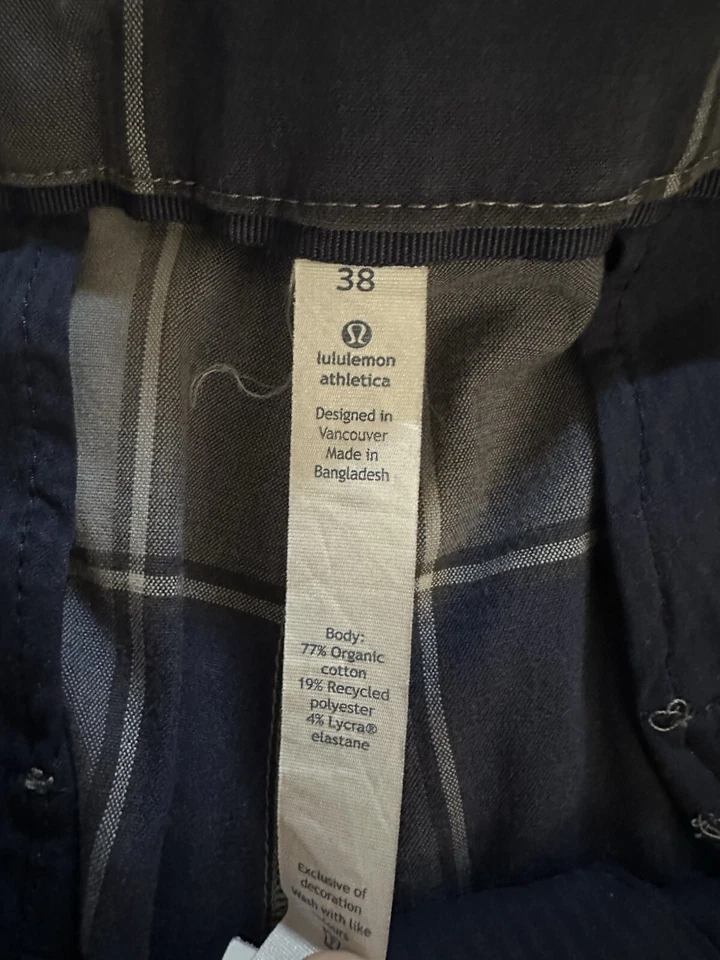 38
lululemon
athletica
Designed in
Vancouver
Made in
Bangladesh
Body:
77% Organic
cotton
19% Recycled
polyester
4% Lycra®
elastane
Exclusive of
decoration
Wash with like